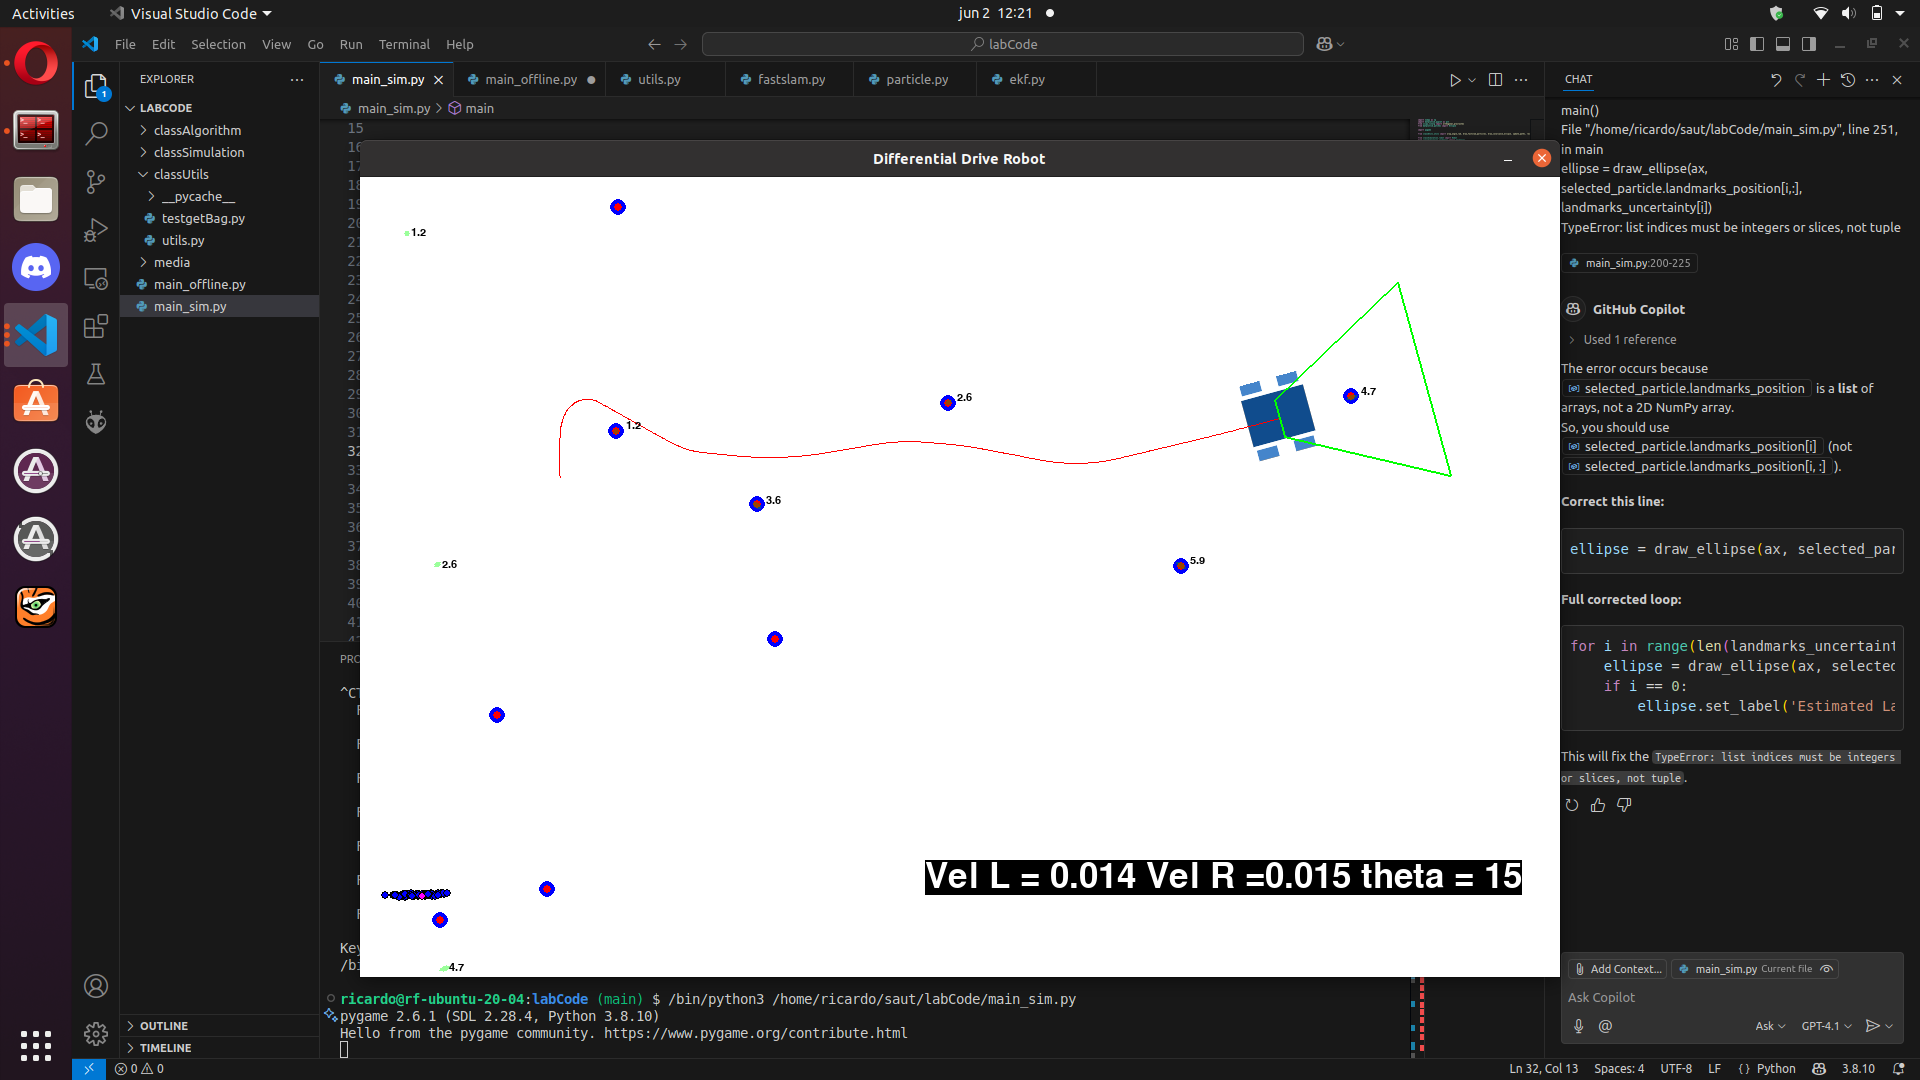 Activities
Visual Studio Code
jun 2 12:21
File Edit Selection View Go Run Terminal Help
labCode
EXPLORER
LABCODE
classAlgorithm
classSimulation
classUtils
__pycache__
testgetBag.py
utils.py
media
main_offline.py
main_sim.py
OUTLINE
TIMELINE
main_sim.py
main_offline.py
utils.py
fastslam.py
particle.py
ekf.py
main_sim.py > main
15
Differential Drive Robot
1.2
2.6
4.7
1.2
3.6
2.6
5.9
4.7
Vel L = 0.014 Vel R =0.015 theta = 15
ricardo@rf-ubuntu-20-04:labCode (main) $ /bin/python3 /home/ricardo/saut/labCode/main_sim.py
pygame 2.6.1 (SDL 2.28.4, Python 3.8.10)
Hello from the pygame community. https://www.pygame.org/contribute.html
CHAT
main()
File "/home/ricardo/saut/labCode/main_sim.py", line 251,
in main
ellipse = draw_ellipse(ax,
selected_particle.landmarks_position[i,:],
landmarks_uncertainty[i])
TypeError: list indices must be integers or slices, not tuple
main_sim.py:200-225
GitHub Copilot
Used 1 reference
The error occurs because
selected_particle.landmarks_position is a list of
arrays, not a 2D NumPy array.
So, you should use
selected_particle.landmarks_position[i] (not
selected_particle.landmarks_position[i, :] ).
Correct this line:
ellipse = draw_ellipse(ax, selected_par
Full corrected loop:
for i in range(len(landmarks_uncertaint
ellipse = draw_ellipse(ax, selected
if i == 0:
ellipse.set_label('Estimated La
This will fix the TypeError: list indices must be integers
or slices, not tuple.
Add Context...
main_sim.py Current file
Ask Copilot
Ask
GPT-4.1
0 0
Ln 32, Col 13
Spaces: 4
UTF-8
LF
Python
3.8.10